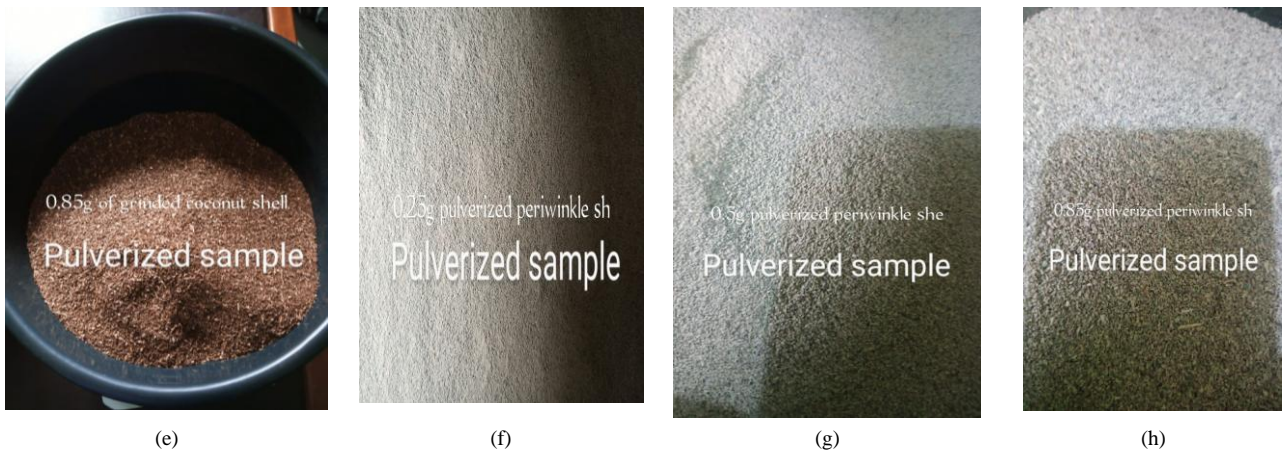 0.85g of grinded coconut shell
Pulverized sample
0.25g pulverized periwinkle sh
Pulverized sample
0.5g pulverized periwinkle she
Pulverized sample
0.85g pulverized periwinkle sh
Pulverized sample
(e)
(f)
(g)
(h)